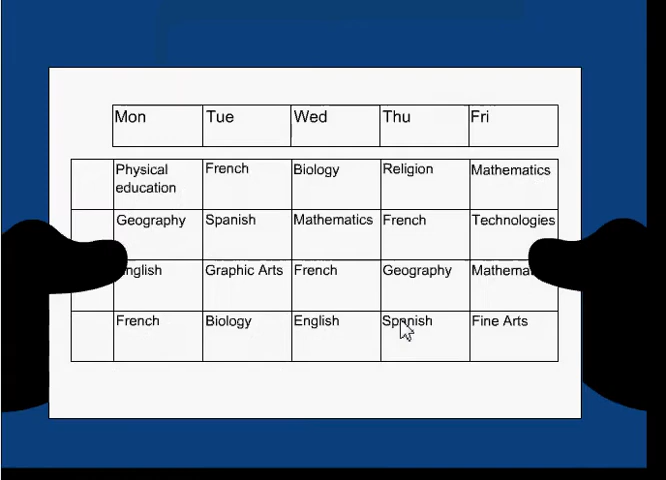 Mon Tue Wed Thu Fri
Physical education French Biology Religion Mathematics
Geography Spanish Mathematics French Technologies
Graphic Arts French Geography
French Biology English Spanish Fine Arts